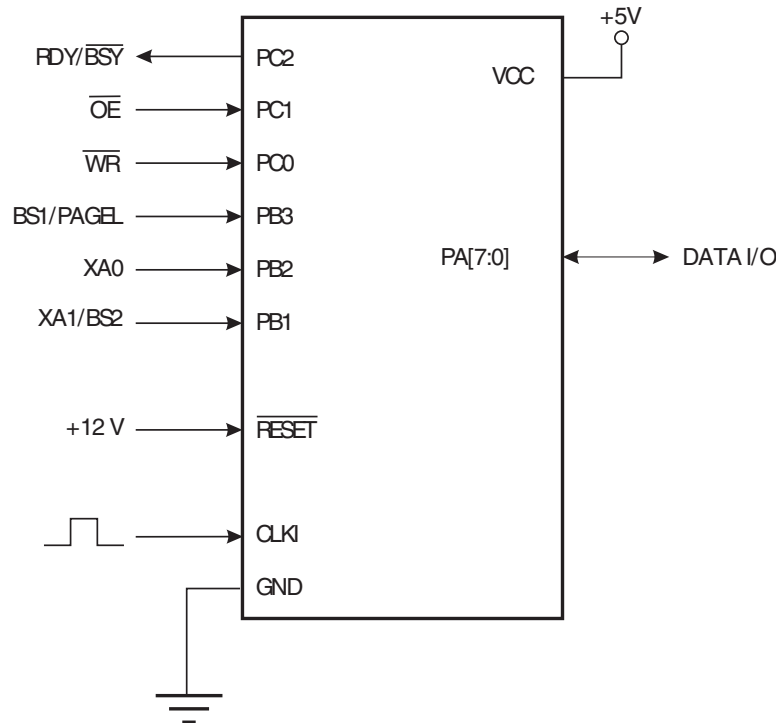 +5V
RDY/BSY PC2
VCC
OE PC1
WR PC0
BS1/PAGEL PB3
PA[7:0] DATA I/O
XA0 PB2
XA1/BS2 PB1
+12 V RESET
CLKI
GND